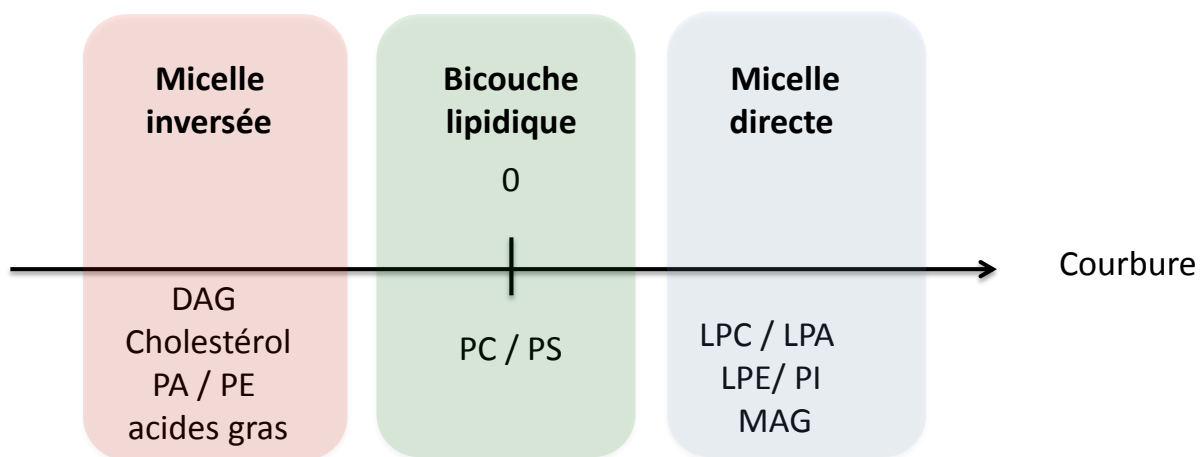 Micelle
inversée
Bicouche
lipidique
0
Micelle
directe
Courbure
DAG
Cholestérol
PA / PE
acides gras
PC / PS
LPC / LPA
LPE/ PI
MAG